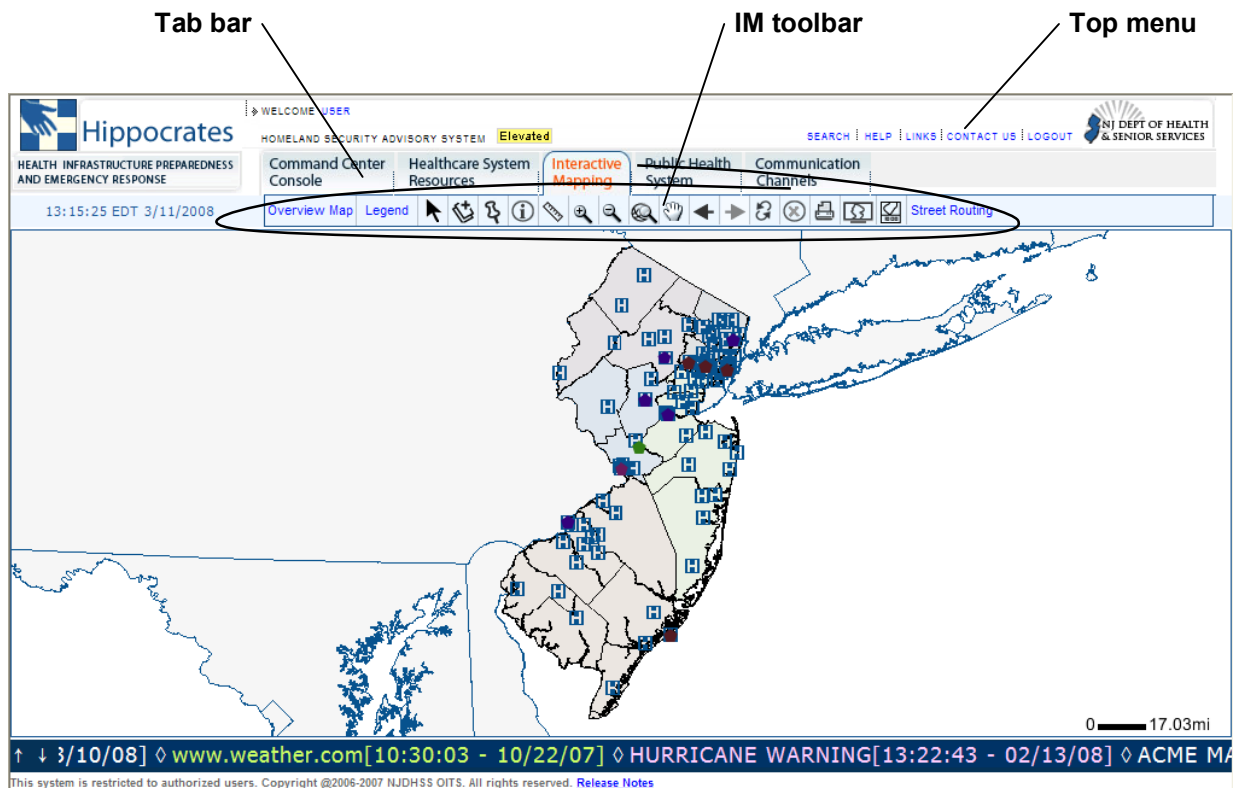 Tab bar
IM toolbar
Top menu
WELCOME USER
Hippocrates
HOMELAND SECURITY ADVISORY SYSTEM Elevated
SEARCH HELP LINKS CONTACT US LOGOUT
NJ DEPT OF HEALTH
& SENIOR SERVICES
HEALTH INFRASTRUCTURE PREPAREDNESS
AND EMERGENCY RESPONSE
Command Center
Console
Healthcare System
Resources
Interactive
Mapping
Public Health
System
Communication
Channels
13:15:25 EDT 3/11/2008
Overview Map Legend Street Routing
0 17.03mi
↑ ↓ 3/10/08] ◊ www.weather.com[10:30:03 - 10/22/07] ◊ HURRICANE WARNING[13:22:43 - 02/13/08] ◊ ACME MA
This system is restricted to authorized users. Copyright @2006-2007 NJDHSS OITS. All rights reserved. Release Notes